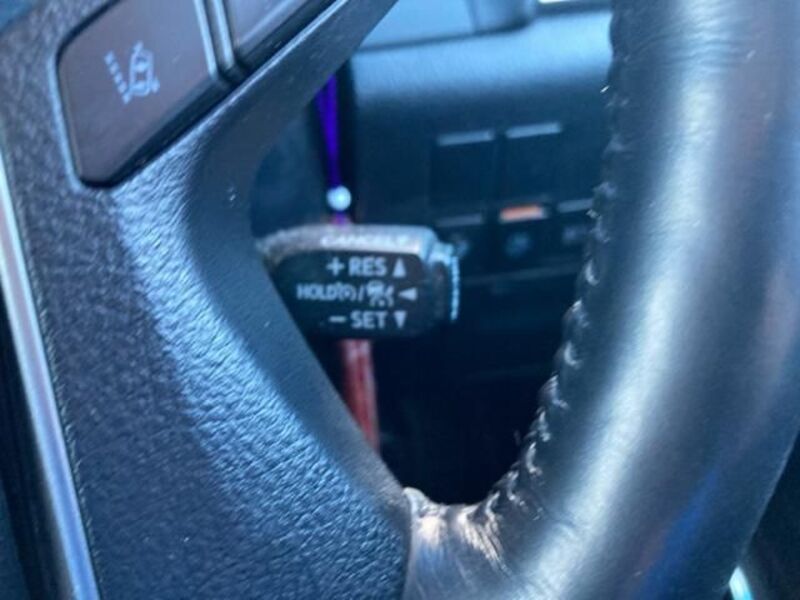 CANCEL
+ RES ▲
HOLD / ◄
− SET ▼